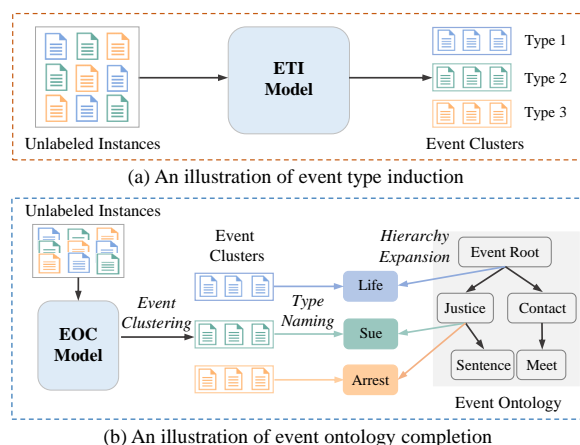 ETI
Model
Type 1
Type 2
Type 3
Unlabeled Instances
Event Clusters
(a) An illustration of event type induction
Unlabeled Instances
Event
Clusters
Hierarchy
Expansion
Event Root
EOC
Model
Event
Clustering
Type
Naming
Life
Sue
Arrest
Justice
Contact
Sentence
Meet
Event Ontology
(b) An illustration of event ontology completion